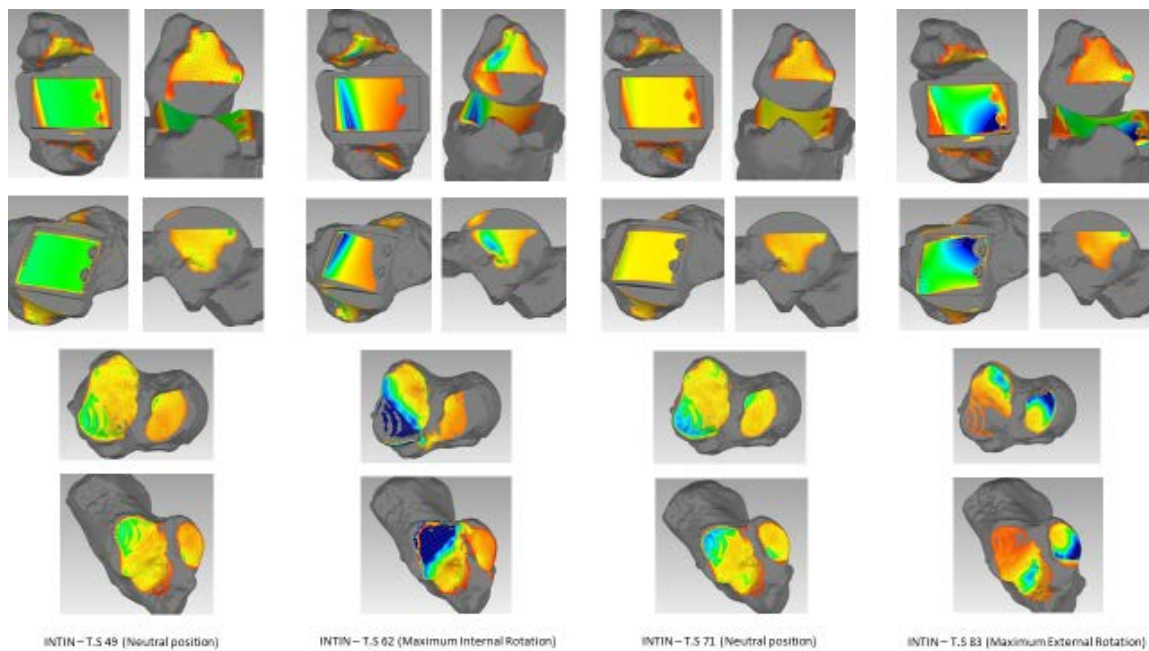 INTIN – T.S 49 (Neutral position)
INTIN – T.S 62 (Maximum Internal Rotation)
INTIN – T.S 71 (Neutral position)
INTIN – T.S 83 (Maximum External Rotation)